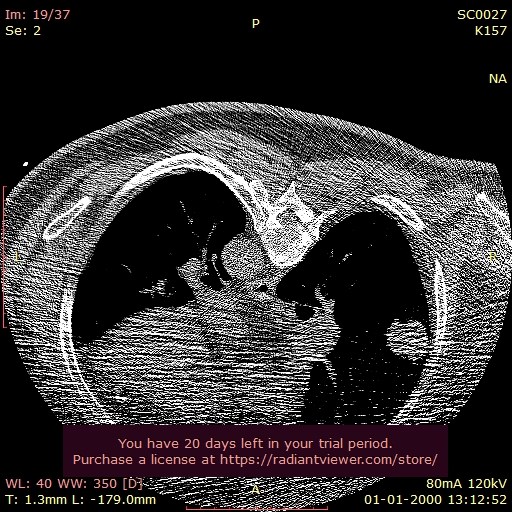 Im: 19/37
Se: 2
P
SC0027
K157
NA
L
R
You have 20 days left in your trial period.
Purchase a license at https://radiantviewer.com/store/
WL: 40 WW: 350 [D]
T: 1.3mm L: -179.0mm
A
80mA 120kV
01-01-2000 13:12:52